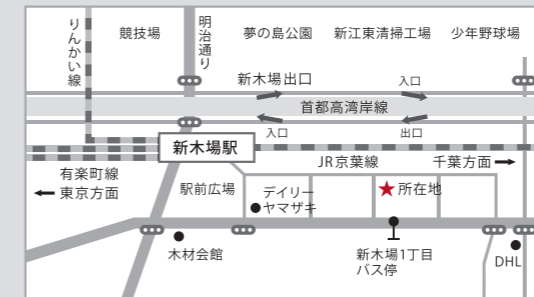 りんかい線
競技場
明治通り
夢の島公園
新江東清掃工場
少年野球場
新木場出口
入口
首都高湾岸線
入口
出口
新木場駅
JR京葉線
千葉方面
有楽町線
東京方面
駅前広場
デイリー
ヤマザキ
所在地
木材会館
新木場1丁目
バス停
DHL